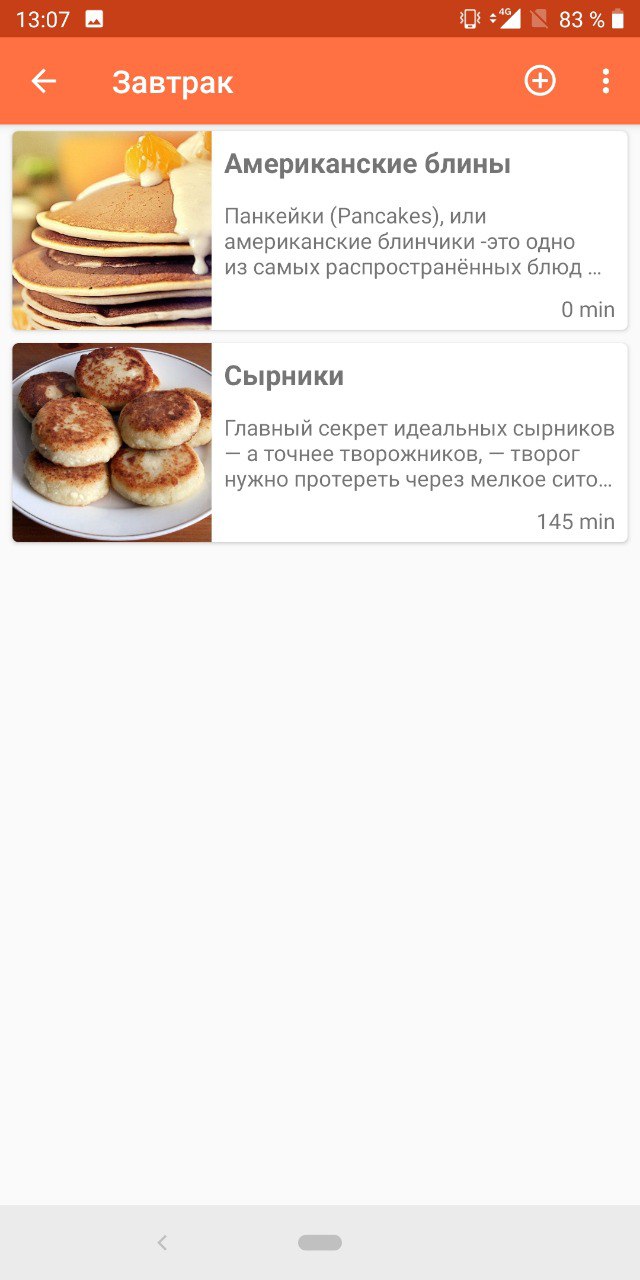 13:07
4G
83 %
Завтрак
Американские блины
Панкейки (Pancakes), или
американские блинчики -это одно
из самых распространённых блюд ...
0 min
Сырники
Главный секрет идеальных сырников
— а точнее творожников, — творог
нужно протереть через мелкое сито...
145 min